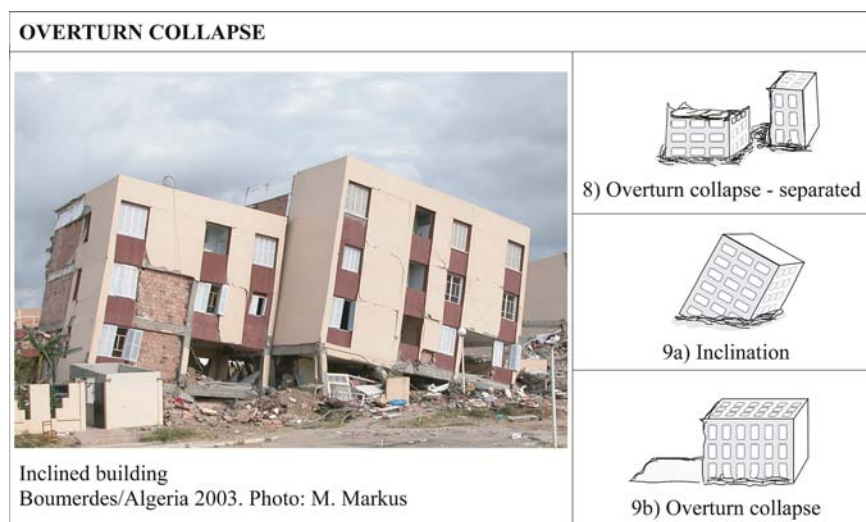 OVERTURN COLLAPSE
Inclined building
Boumerdes/Algeria 2003. Photo: M. Markus
8) Overturn collapse - separated
9a) Inclination
9b) Overturn collapse